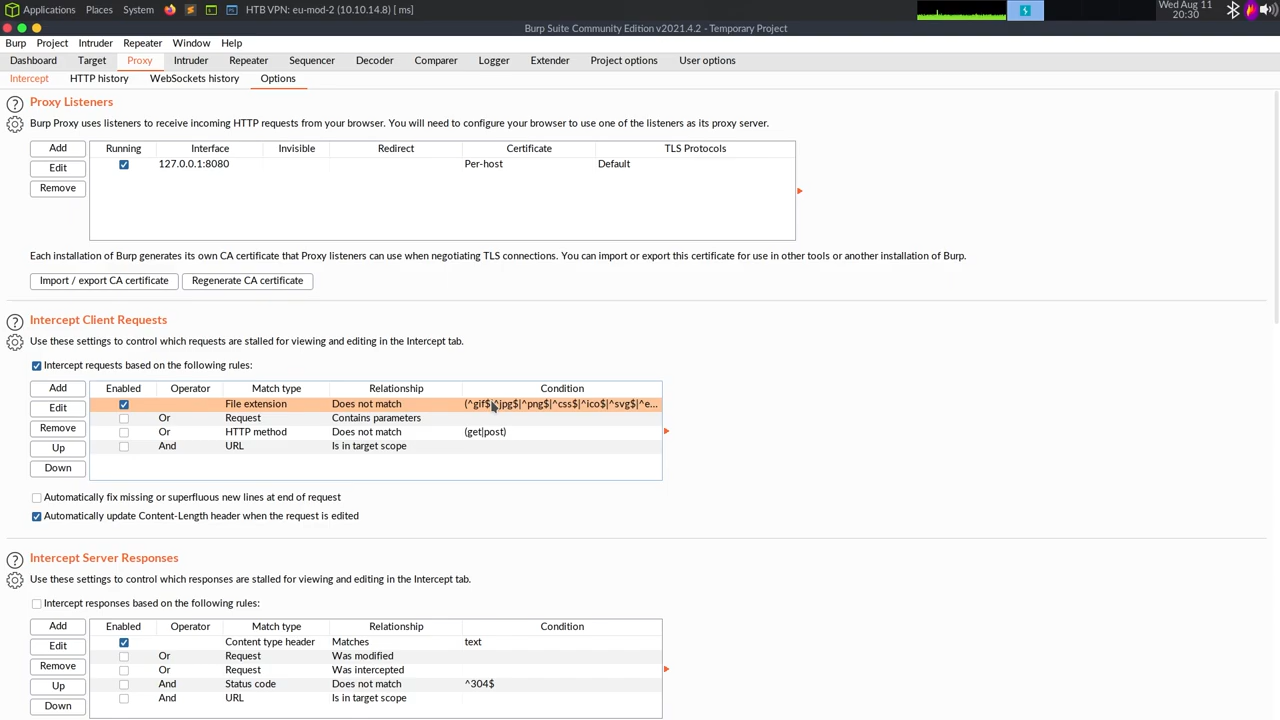 Applications Places System HTB VPN: eu-mod-2 (10.10.14.8) [ ms] Wed Aug 11
20:30
Burp Suite Community Edition v2021.4.2 - Temporary Project
Burp Project Intruder Repeater Window Help
Dashboard Target Proxy Intruder Repeater Sequencer Decoder Comparer Logger Extender Project options User options
Intercept HTTP history WebSockets history Options
? Proxy Listeners
Burp Proxy uses listeners to receive incoming HTTP requests from your browser. You will need to configure your browser to use one of the listeners as its proxy server.
Add Running Interface Invisible Redirect Certificate TLS Protocols
127.0.0.1:8080 Per-host Default
Edit
Remove
Each installation of Burp generates its own CA certificate that Proxy listeners can use when negotiating TLS connections. You can import or export this certificate for use in other tools or another installation of Burp.
Import / export CA certificate Regenerate CA certificate
? Intercept Client Requests
Use these settings to control which requests are stalled for viewing and editing in the Intercept tab.
Intercept requests based on the following rules:
Add Enabled Operator Match type Relationship Condition
Edit File extension Does not match (^gif$|^jpg$|^png$|^css$|^ico$|^svg$|^e...
Or Request Contains parameters
Remove Or HTTP method Does not match (get|post)
Up And URL Is in target scope
Down
Automatically fix missing or superfluous new lines at end of request
Automatically update Content-Length header when the request is edited
? Intercept Server Responses
Use these settings to control which responses are stalled for viewing and editing in the Intercept tab.
Intercept responses based on the following rules:
Add Enabled Operator Match type Relationship Condition
Edit Content type header Matches text
Or Request Was modified
Remove Or Request Was intercepted
Up And Status code Does not match ^304$
Down And URL Is in target scope